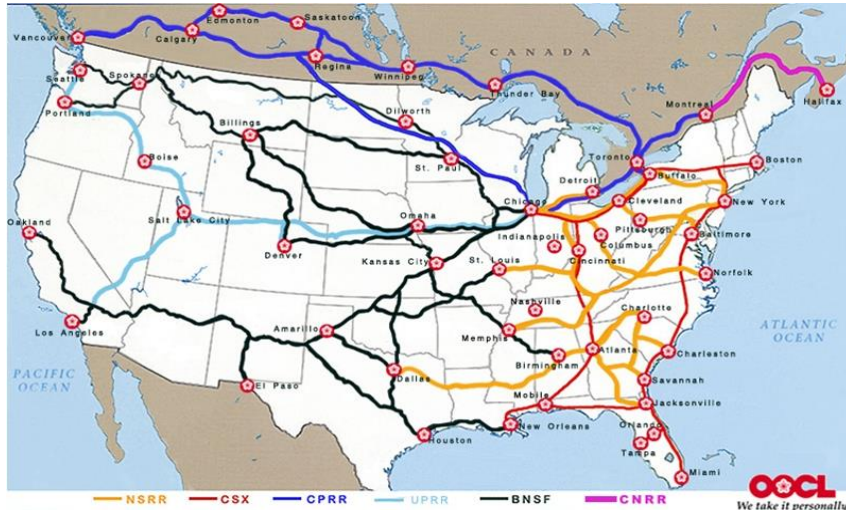 Edmonton
Saskatoon
Vancouver
Calgary
CANADA
Regina
Winnipeg
Seattle
Spokane
Thunder Bay
Halifax
Montreal
Portland
Dilworth
Billings
Toronto
Boston
Boise
St. Paul
Buffalo
Detroit
Cleveland
New York
Chicago
Oakland
Salt Lake City
Omaha
Pittsburgh
Baltimore
Indianapolis
Columbus
Denver
Kansas City
St. Louis
Cincinnati
Norfolk
Nashville
Charlotte
Los Angeles
Amarillo
Memphis
ATLANTIC
OCEAN
Atlanta
Charleston
Birmingham
PACIFIC
OCEAN
El Paso
Dallas
Savannah
Mobile
Jacksonville
New Orleans
Orlando
Houston
Tampa
Miami
OOCL
NSRR CSX CPRR UPRR BNSF CNRR
We take it personally